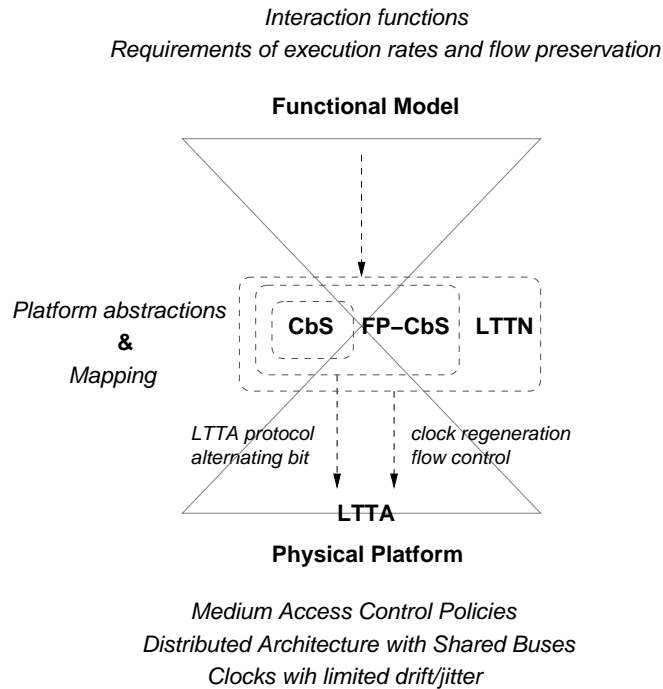 Interaction functions
Requirements of execution rates and flow preservation
Functional Model
Platform abstractions
&
Mapping
CbS
FP–CbS
LTTN
LTTA protocol
alternating bit
clock regeneration
flow control
LTTA
Physical Platform
Medium Access Control Policies
Distributed Architecture with Shared Buses
Clocks wih limited drift/jitter